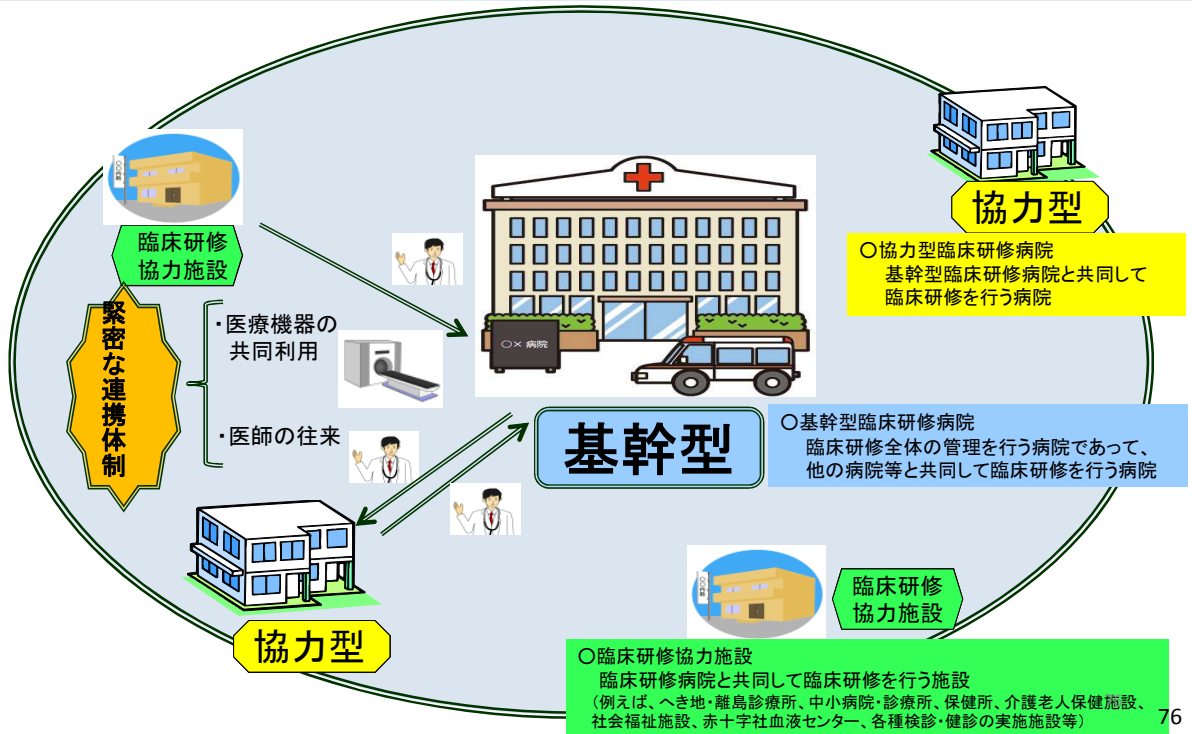 協力型
〇協力型臨床研修病院
基幹型臨床研修病院と共同して
臨床研修を行う病院
〇〇内科
臨床研修
協力施設
緊密な連携体制
・医療機器の
共同利用
・医師の往来
〇× 病院
基幹型
〇基幹型臨床研修病院
臨床研修全体の管理を行う病院であって、
他の病院等と共同して臨床研修を行う病院
協力型
〇〇内科
臨床研修
協力施設
〇臨床研修協力施設
臨床研修病院と共同して臨床研修を行う施設
(例えば、へき地・離島診療所、中小病院・診療所、保健所、介護老人保健施設、
社会福祉施設、赤十字社血液センター、各種検診・健診の実施施設等)
76